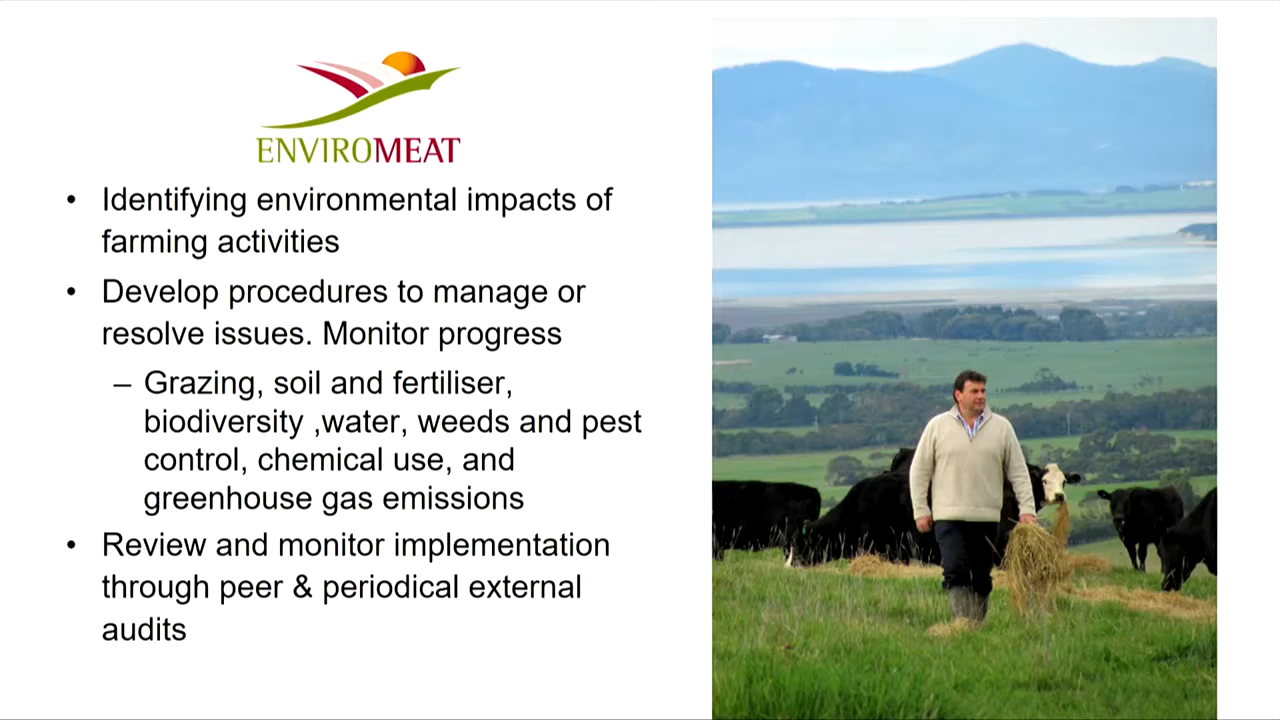 ENVIROMEAT
• Identifying environmental impacts of
farming activities
• Develop procedures to manage or
resolve issues. Monitor progress
– Grazing, soil and fertiliser,
biodiversity ,water, weeds and pest
control, chemical use, and
greenhouse gas emissions
• Review and monitor implementation
through peer & periodical external
audits